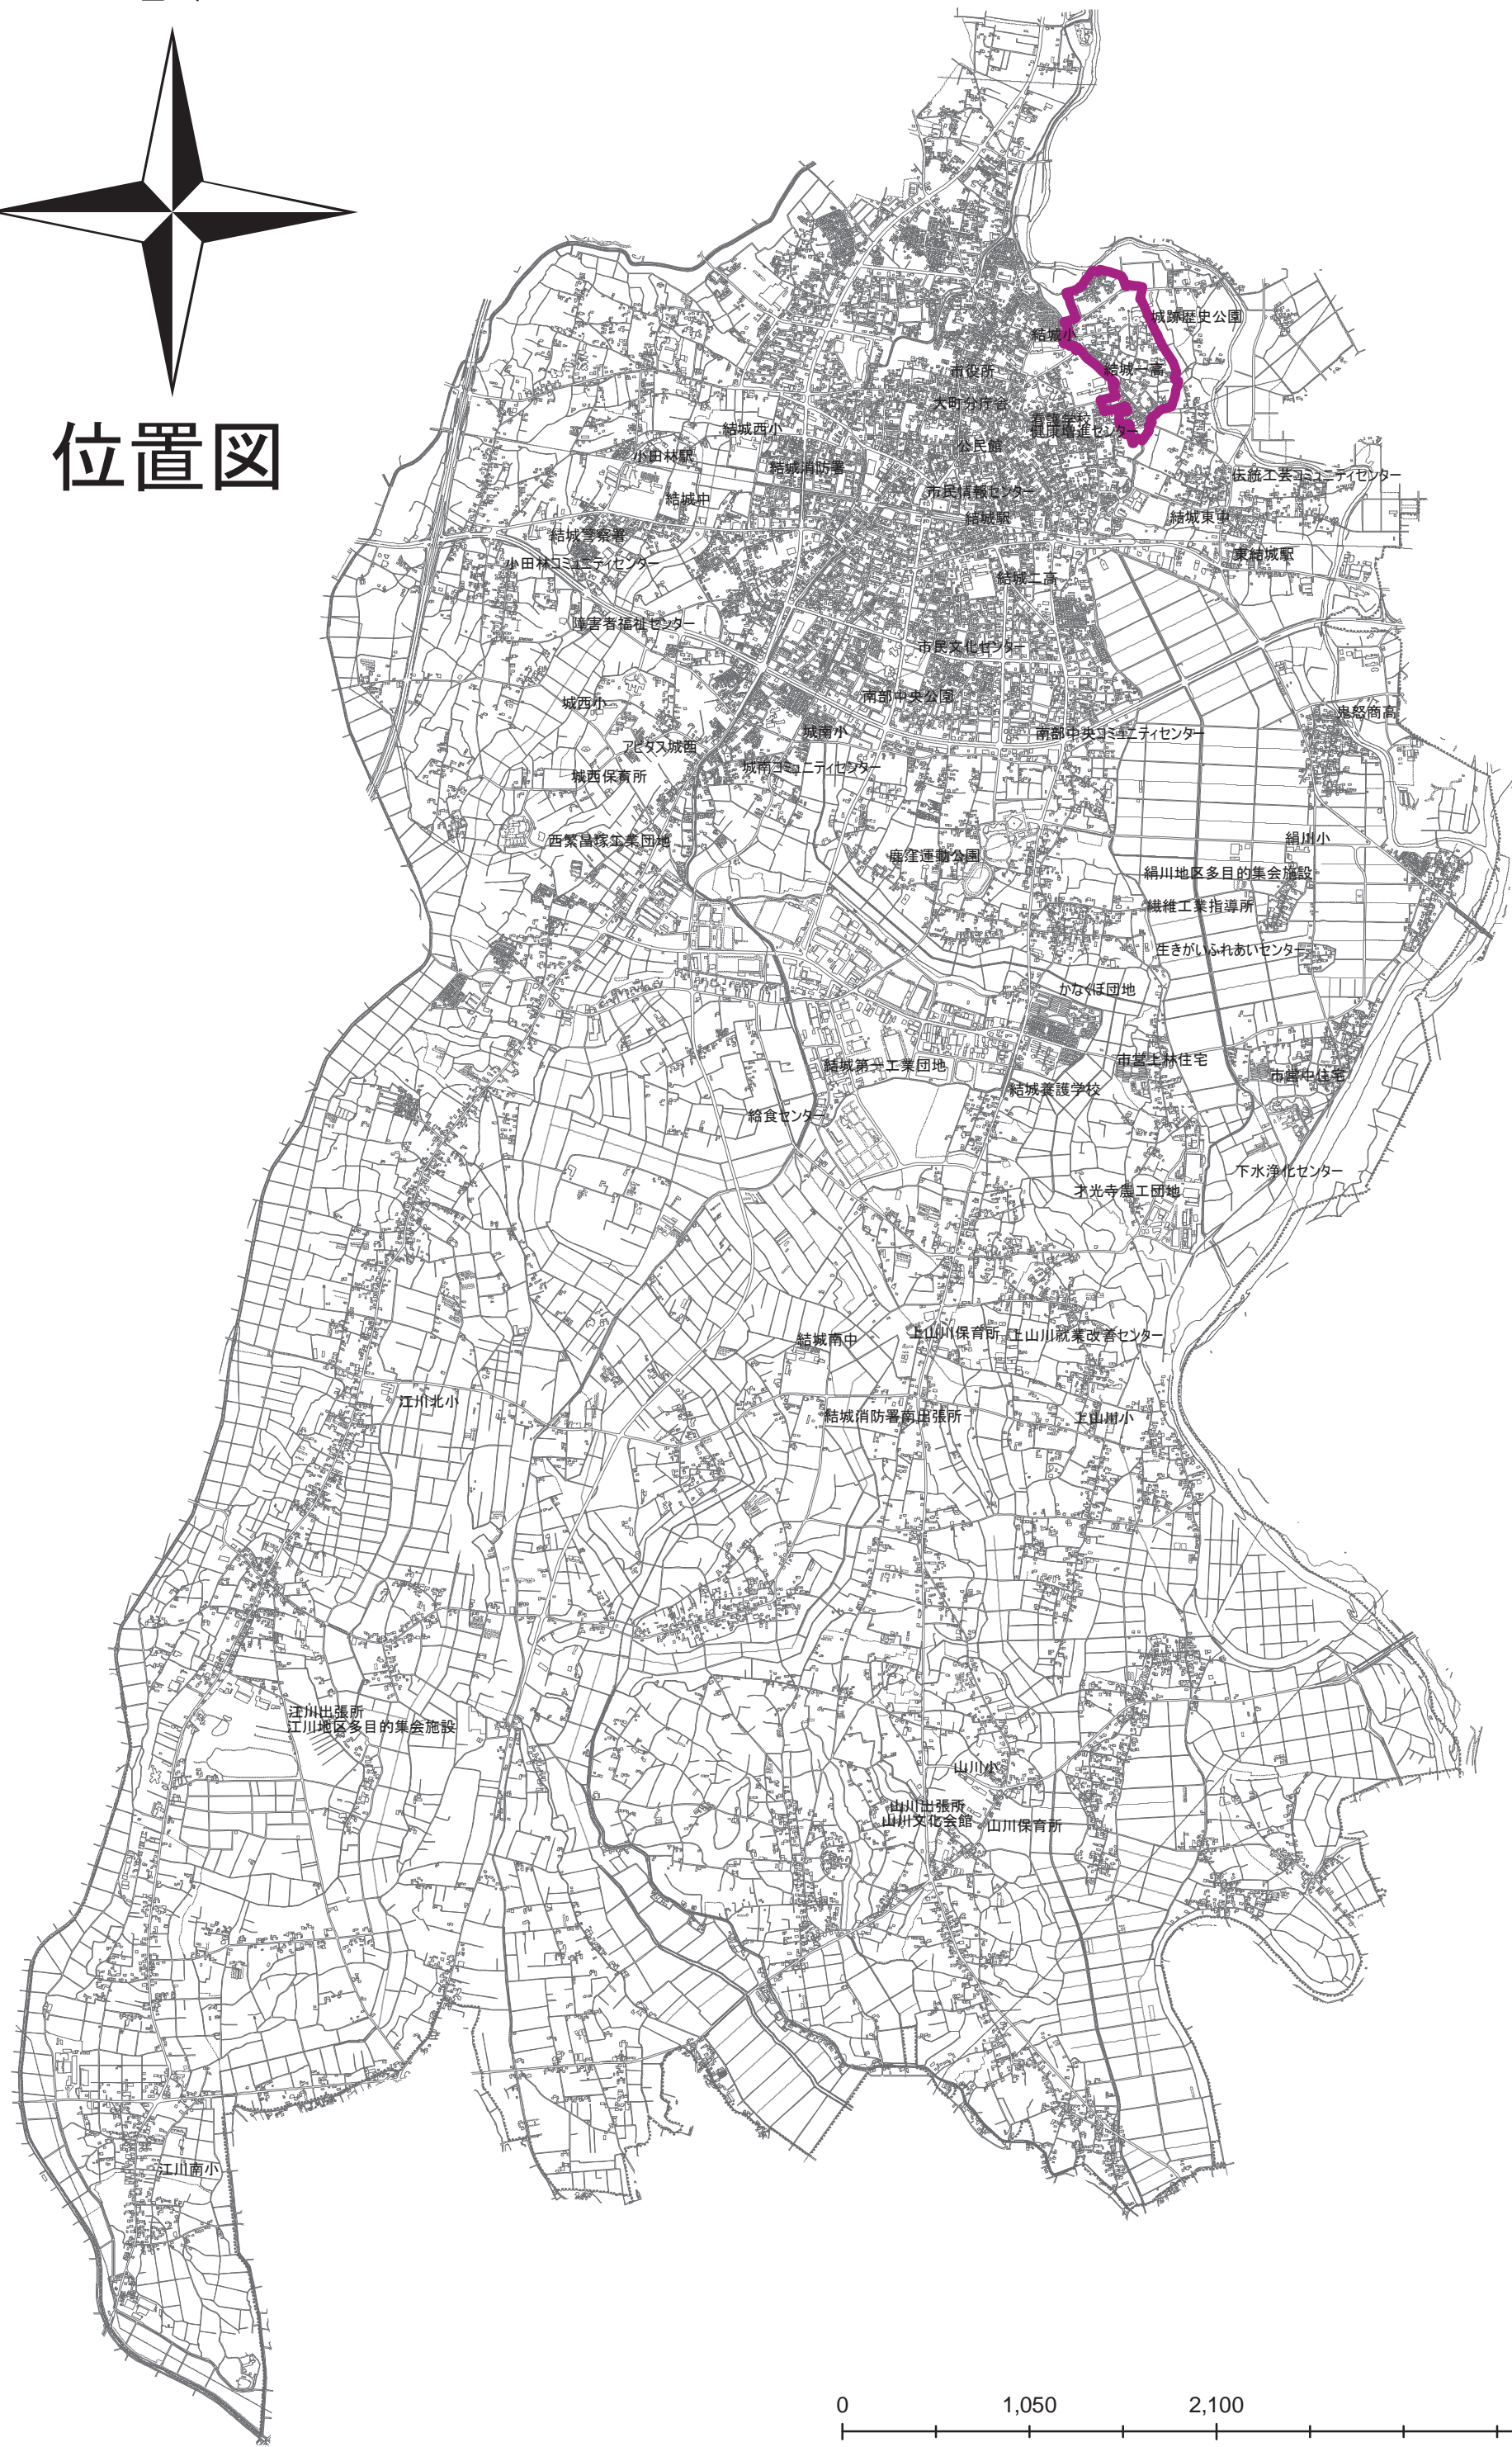 位置図
城跡歴史公園
結城小
結城一高
市役所
大町分庁舎
看護学校
健康増進センター
結城西小
公民館
小田林駅
結城消防署
伝統工芸コミュニティセンター
市民情報センター
結城中
結城駅
結城東中
結城警察署
東結城駅
小田林コミュニティセンター
結城二高
障害者福祉センター
市民文化センター
南部中央公園
城西小
鬼怒商高
城南小
南部中央コミュニティセンター
アピタス城西
城南コミュニティセンター
城西保育所
絹川小
西繁昌塚工業団地
鹿窪運動公園
絹川地区多目的集会施設
繊維工業指導所
生きがいふれあいセンター
かなくぼ団地
市営上林住宅
結城第一工業団地
市営中住宅
結城養護学校
給食センター
下水浄化センター
才光寺農工団地
上山川保育所
上山川就業改善センター
結城南中
江川北小
結城消防署南出張所
上山川小
江川出張所
江川地区多目的集会施設
山川小
山川出張所
山川文化会館
山川保育所
江川南小
0 1,050 2,100